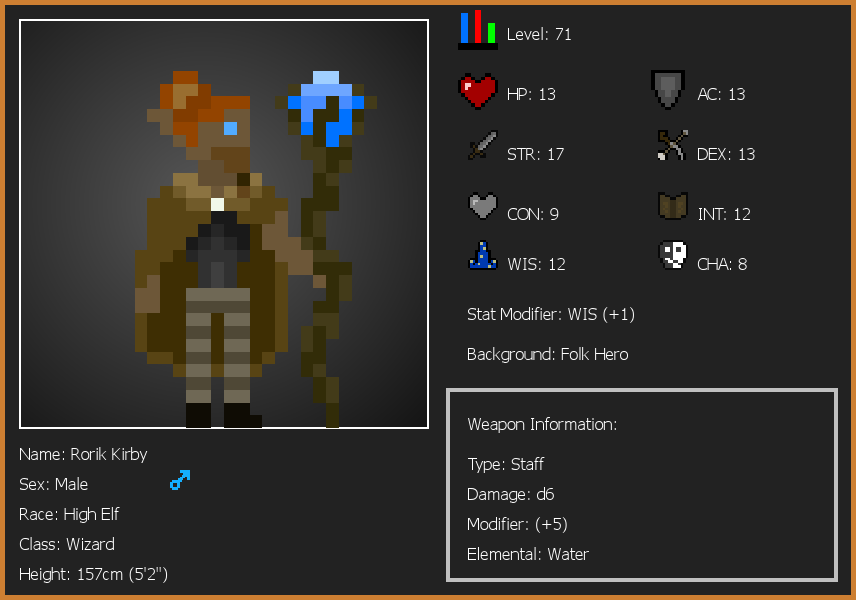 Level: 71
HP: 13
AC: 13
STR: 17
DEX: 13
CON: 9
INT: 12
WIS: 12
CHA: 8
Stat Modifier: WIS (+1)
Background: Folk Hero
Weapon Information:
Type: Staff
Damage: d6
Modifier: (+5)
Elemental: Water
Name: Rorik Kirby
Sex: Male
Race: High Elf
Class: Wizard
Height: 157cm (5'2")